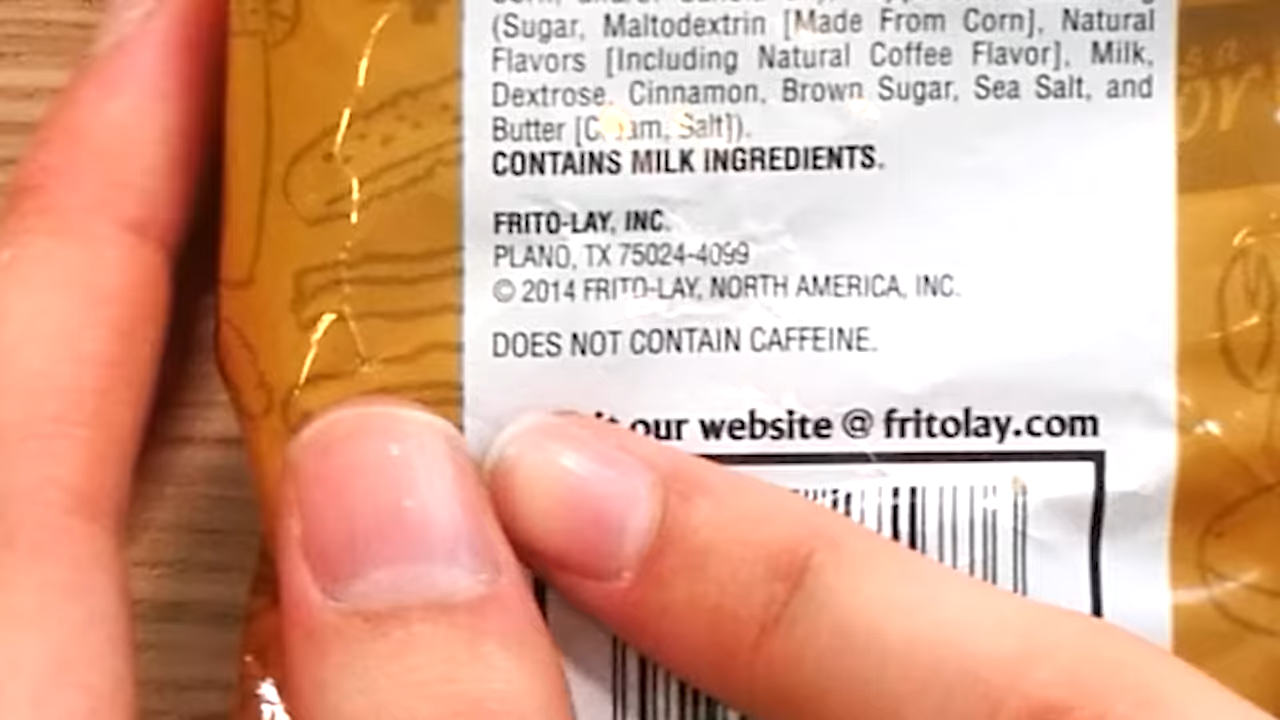 (Sugar, Maltodextrin [Made From Corn], Natural
Flavors [Including Natural Coffee Flavor], Milk,
Dextrose, Cinnamon, Brown Sugar, Sea Salt, and
Butter [Cream, Salt]).
CONTAINS MILK INGREDIENTS.
FRITO-LAY, INC.
PLANO, TX 75024-4099
© 2014 FRITO-LAY, NORTH AMERICA, INC.
DOES NOT CONTAIN CAFFEINE.
our website @ fritolay.com